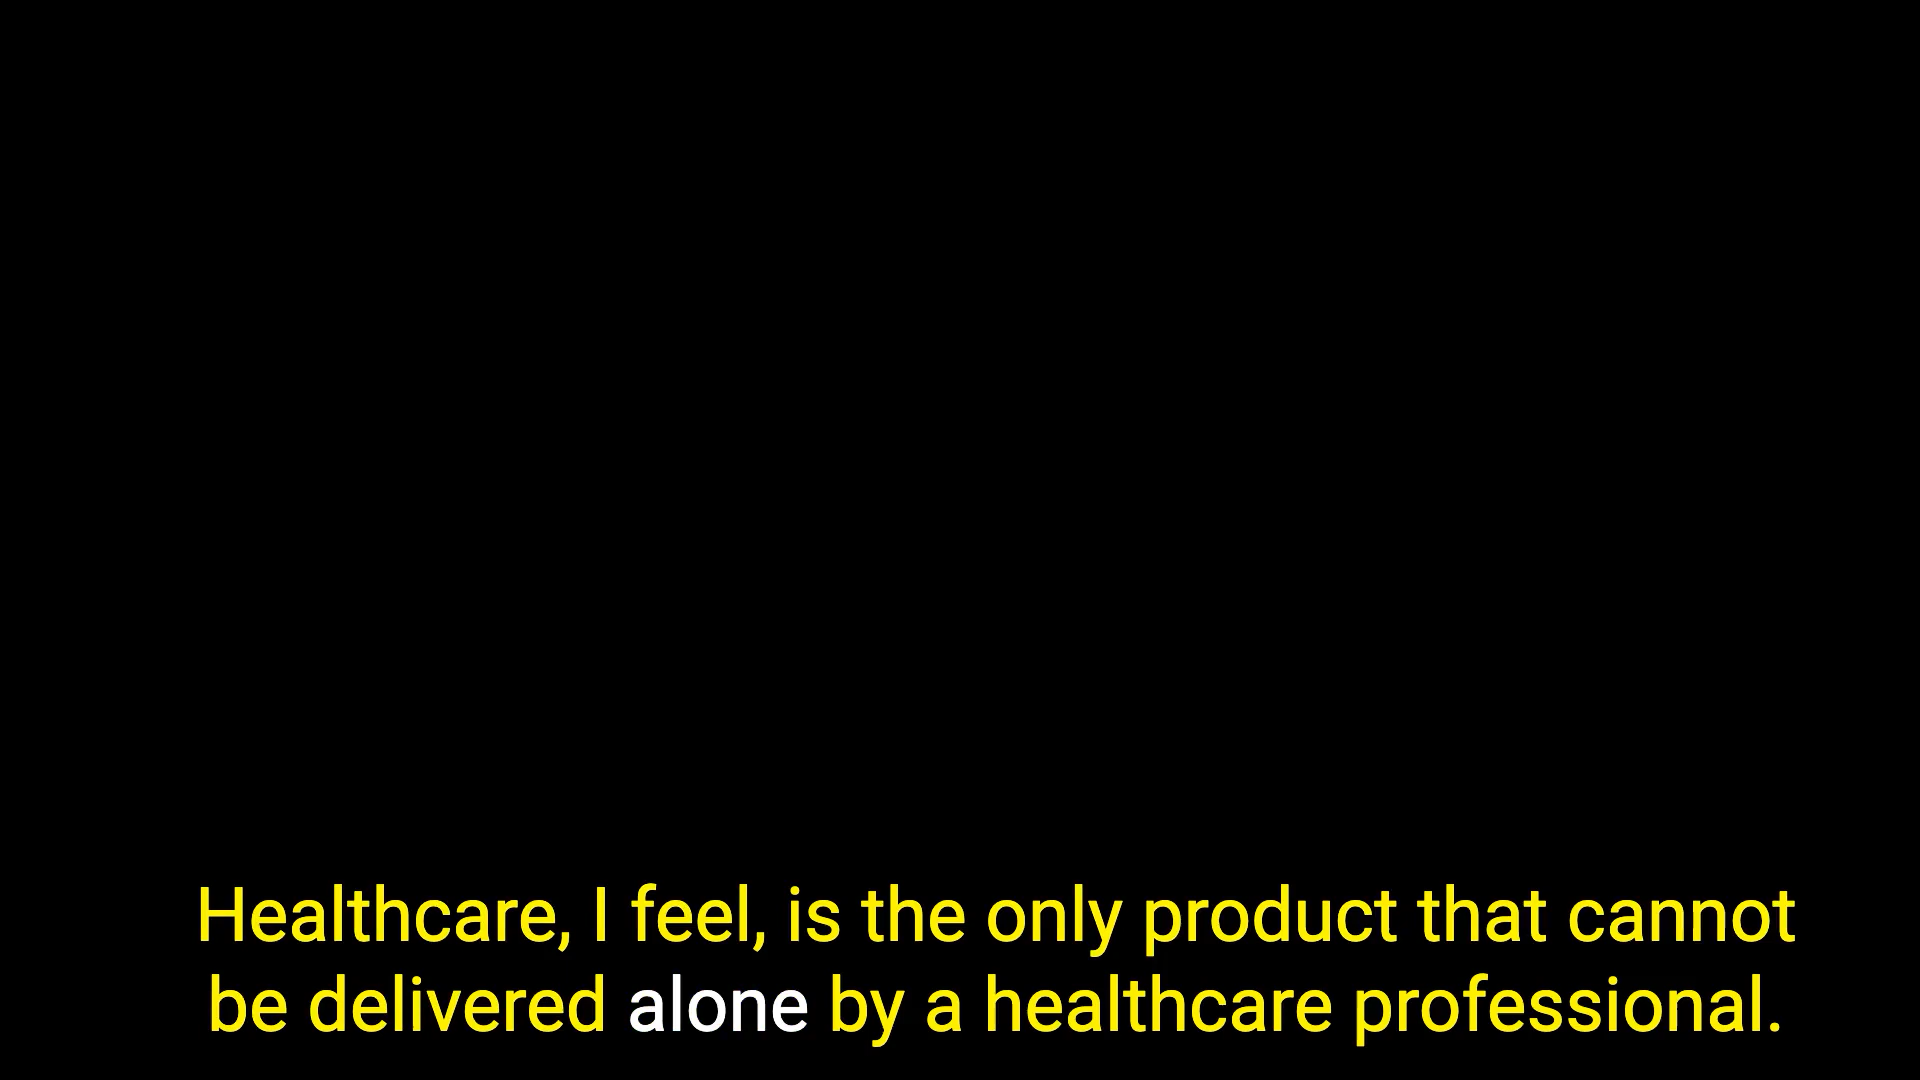 Healthcare, I feel, is the only product that cannot
be delivered alone by a healthcare professional.